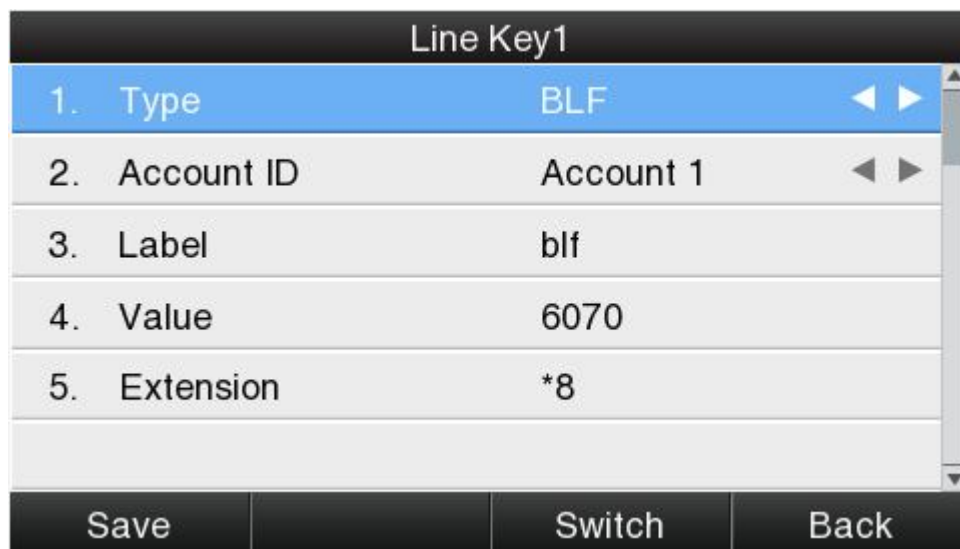 Line Key1
1. Type BLF
2. Account ID Account 1
3. Label blf
4. Value 6070
5. Extension *8
Save Switch Back